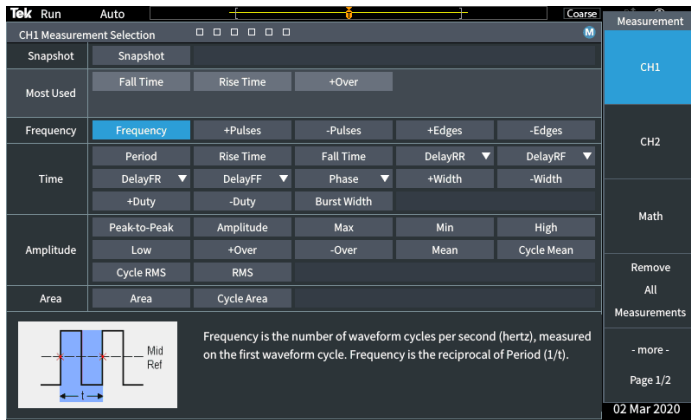 Tek Run Auto Coarse
Measurement
CH1 Measurement Selection M
Snapshot Snapshot
CH1
Most Used Fall Time Rise Time +Over
Frequency Frequency +Pulses -Pulses +Edges -Edges
CH2
Time Period Rise Time Fall Time DelayRR DelayRF
DelayFR DelayFF Phase +Width -Width
+Duty -Duty Burst Width
Math
Amplitude Peak-to-Peak Amplitude Max Min High
Low +Over -Over Mean Cycle Mean
Cycle RMS RMS
Remove
All
Measurements
Area Area Cycle Area
Frequency is the number of waveform cycles per second (hertz), measured
on the first waveform cycle. Frequency is the reciprocal of Period (1/t).
Mid
Ref
t
- more -
Page 1/2
02 Mar 2020